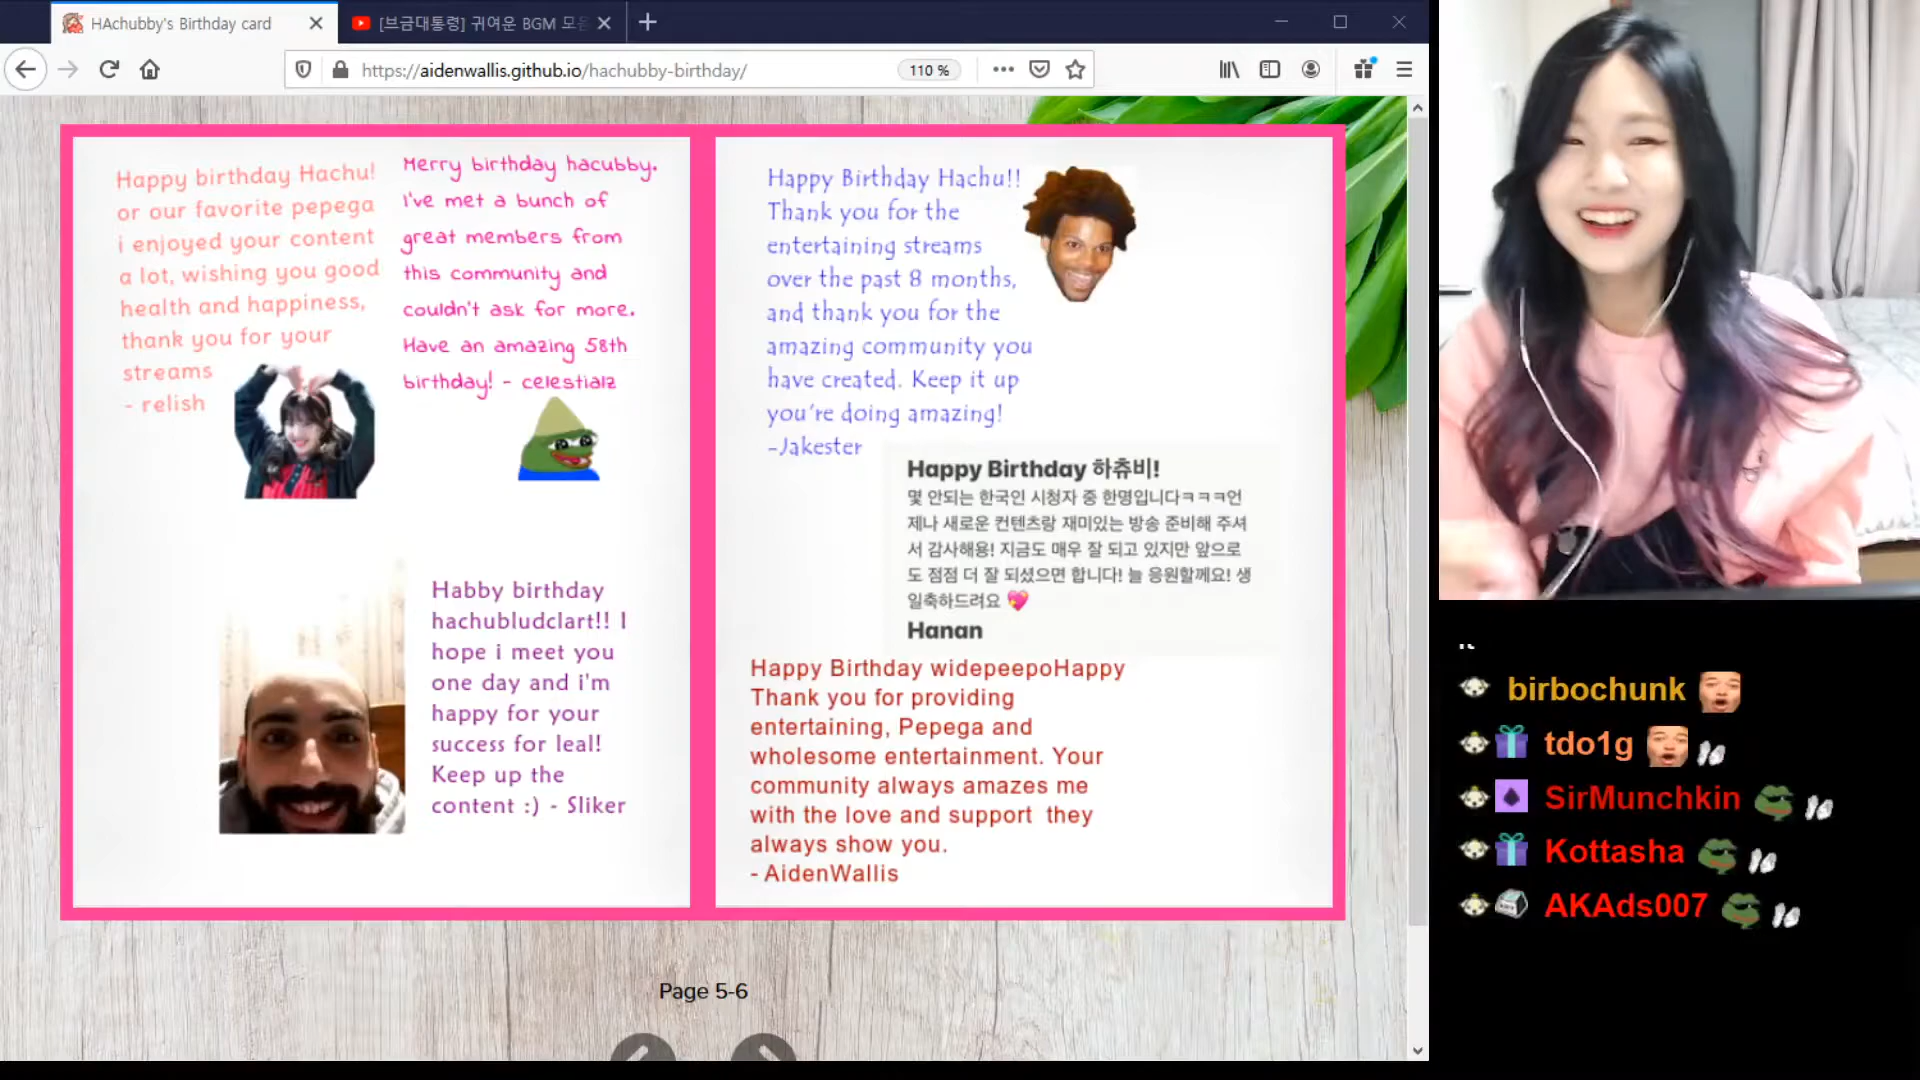 HAchubby's Birthday card
[브금대통령] 귀여운 BGM 모음
https://aidenwallis.github.io/hachubby-birthday/
110 %
Happy birthday Hachu!
or our favorite pepega
i enjoyed your content
a lot, wishing you good
health and happiness,
thank you for your
streams
- relish
Merry birthday hacubby.
I've met a bunch of
great members from
this community and
couldn't ask for more.
Have an amazing 58th
birthday! - celestialz
Habby birthday
hachubludclart!! I
hope i meet you
one day and i'm
happy for your
success for leal!
Keep up the
content :) - Sliker
Happy Birthday Hachu!!
Thank you for the
entertaining streams
over the past 8 months,
and thank you for the
amazing community you
have created. Keep it up
you're doing amazing!
-Jakester
Happy Birthday 하츄비!
몇 안되는 한국인 시청자 중 한명입니다ㅋㅋㅋ언
제나 새로운 컨텐츠랑 재미있는 방송 준비해 주셔
서 감사해용! 지금도 매우 잘 되고 있지만 앞으로
도 점점 더 잘 되셨으면 합니다! 늘 응원할께요! 생
일축하드려요 💖
Hanan
Happy Birthday widepeepoHappy
Thank you for providing
entertaining, Pepega and
wholesome entertainment. Your
community always amazes me
with the love and support they
always show you.
- AidenWallis
Page 5-6
birbochunk
tdo1g
SirMunchkin
Kottasha
AKAds007